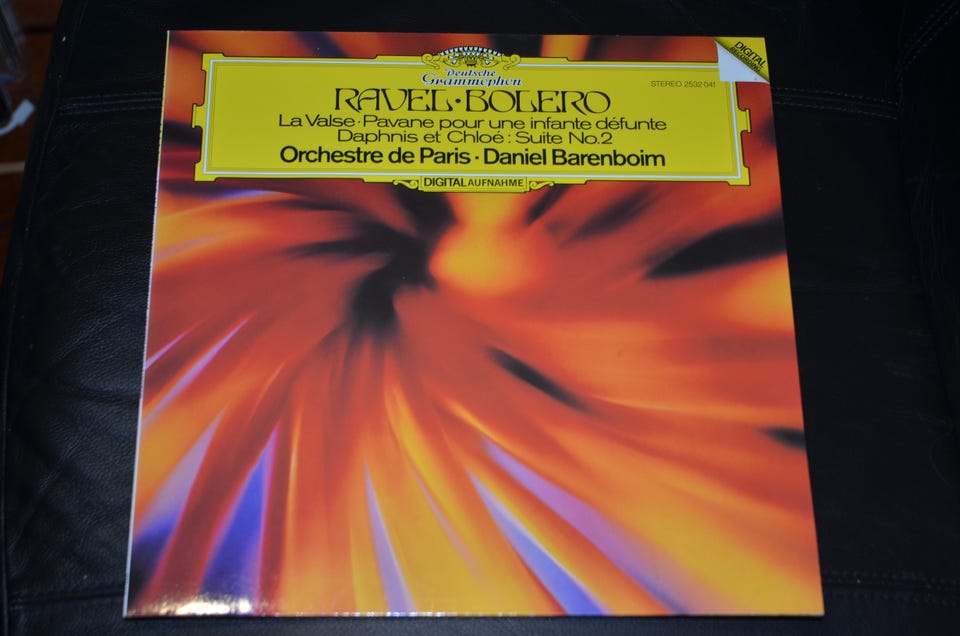 DIGITAL
RECORDING
Deutsche
Grammophon
STEREO 2532 041
RAVEL·BOLERO
La Valse·Pavane pour une infante défunte
Daphnis et Chloé: Suite No.2
Orchestre de Paris·Daniel Barenboim
DIGITAL AUFNAHME